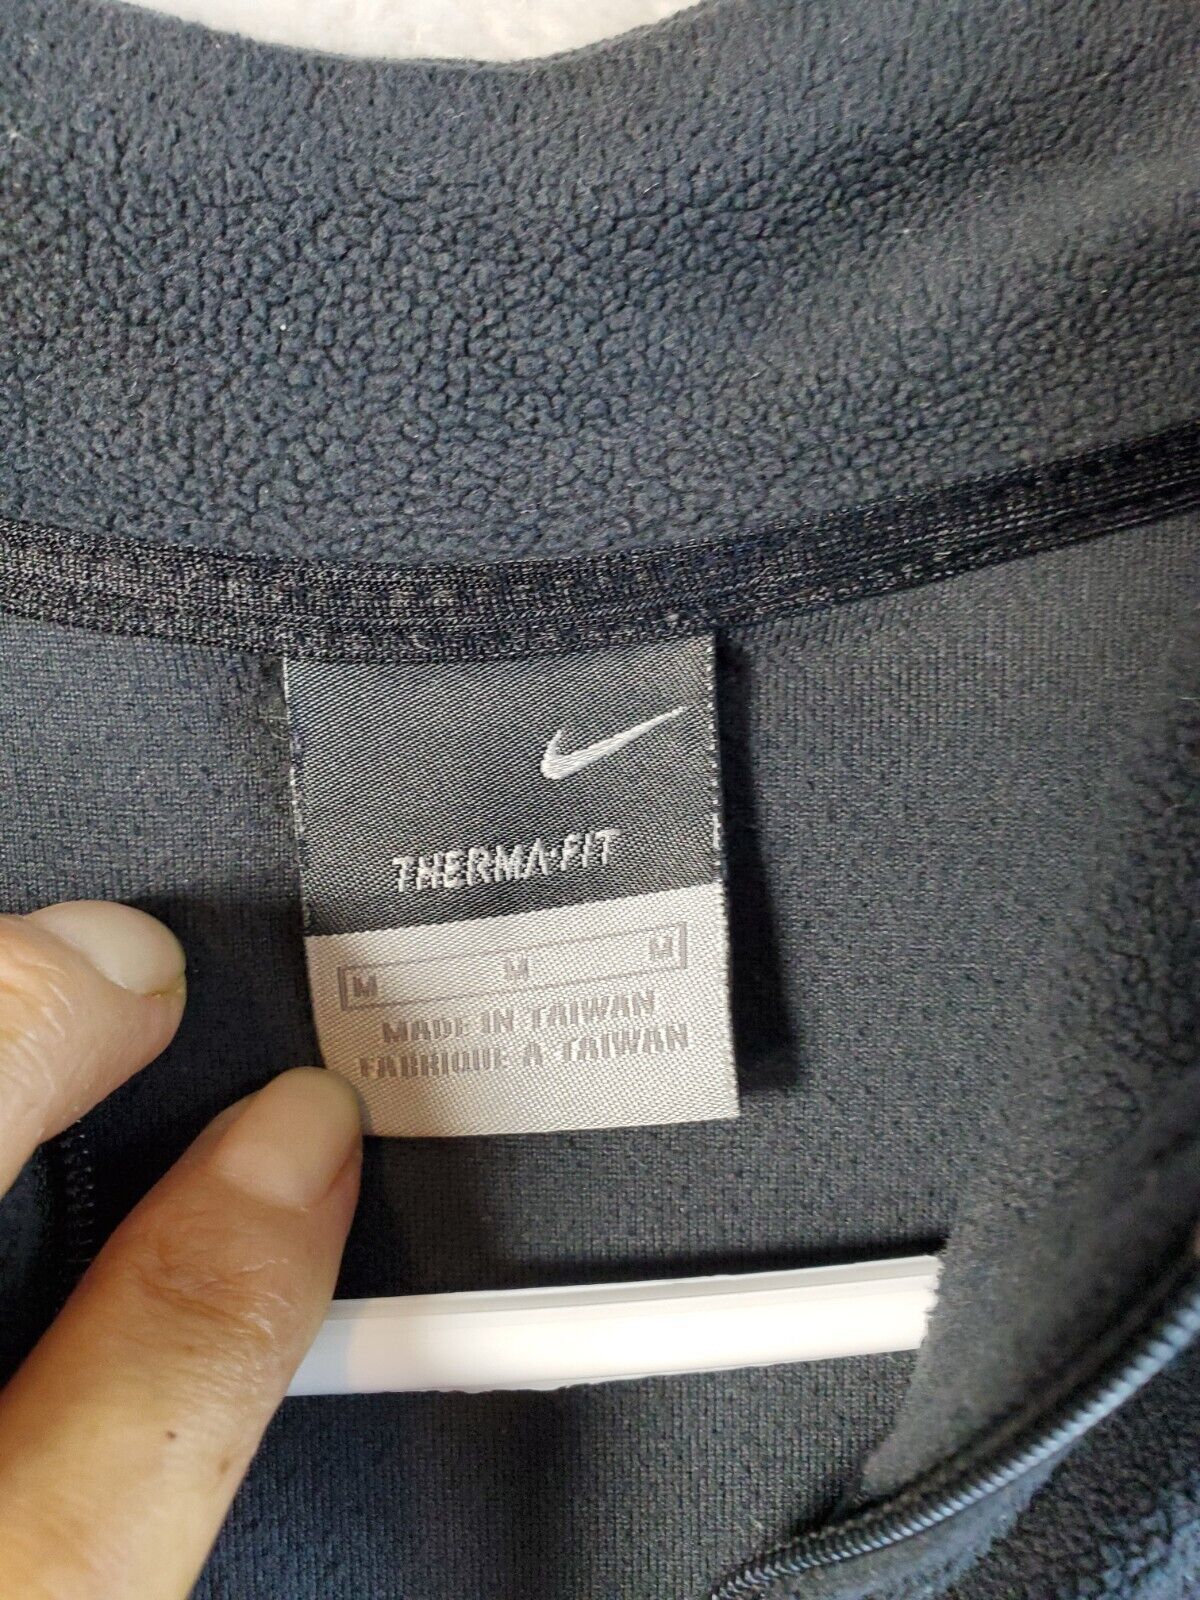 THERMA•FIT
M M M
MADE IN TAIWAN
FABRIQUE A TAIWAN